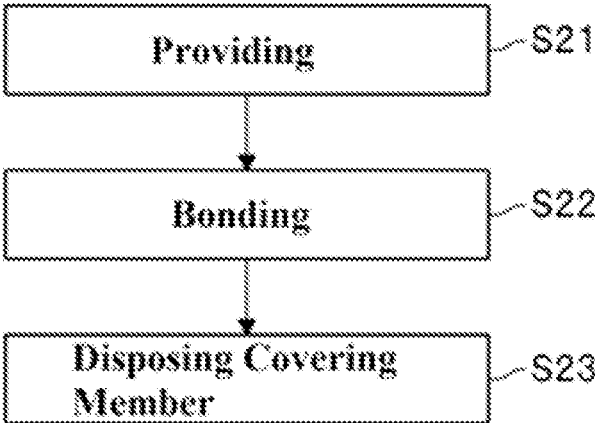 Providing
S21
Bonding
S22
Disposing Covering
Member
S23